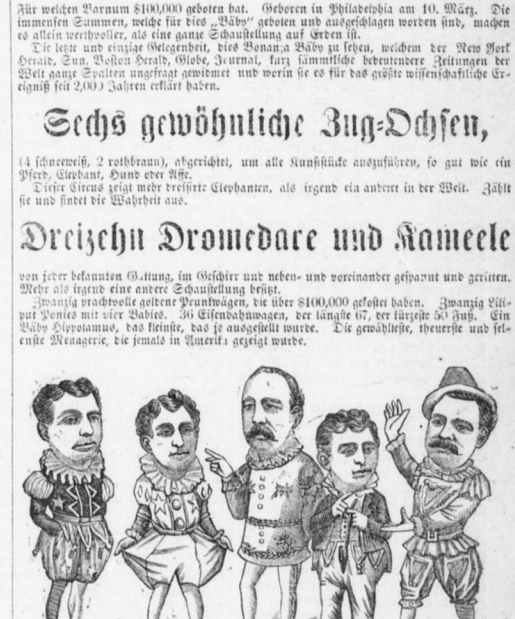 Für welchen Barnum $100,000 geboten hat. Geboren in Philadelphia am 10. März. Die
immensen Summen, welche für dies „Bäby“ geboten und ausgeschlagen worden sind, machen
es allein werthvoller, als eine ganze Schaustellung auf Erden ist.
Die letzte und einzige Gelegenheit, dies Bonanza Bäby zu sehen, welchem der New York
Herald, Sun, Boston Herald, Globe, Journal, kurz sämmtliche bedeutendere Zeitungen der
Welt ganze Spalten ungefragt gewidmet und worin sie es für das größte wissenschaftliche Er-
eigniß seit 2,000 Jahren erklärt haben.
Sechs gewöhnliche Zug-Ochsen,
(4 schneeweiß, 2 rothbraun), abgerichtet, um alle Kunststücke auszuführen, so gut wie ein
Pferd, Elephant, Hund oder Affe.
Dieser Circus zeigt mehr dressirte Elephanten, als irgend ein anderer in der Welt. Zählt
sie und findet die Wahrheit aus.
Dreizehn Dromedare und Kameele
von jeder bekannten Gattung, im Geschirr und neben- und voreinander gespannt und geritten.
Mehr als irgend eine andere Schaustellung besitzt.
Zwanzig prachtvolle goldene Prunkwägen, die über $100,000 gekostet haben. Zwanzig Lili-
put Ponies mit vier Babies. 36 Eisenbahnwagen, der längste 67, der kürzeste 50 Fuß. Ein
Bäby Hippotamus, das kleinste, das je ausgestellt wurde. Die gewählteste, theuerste und sel-
tenste Menagerie, die jemals in Amerika gezeigt wurde.